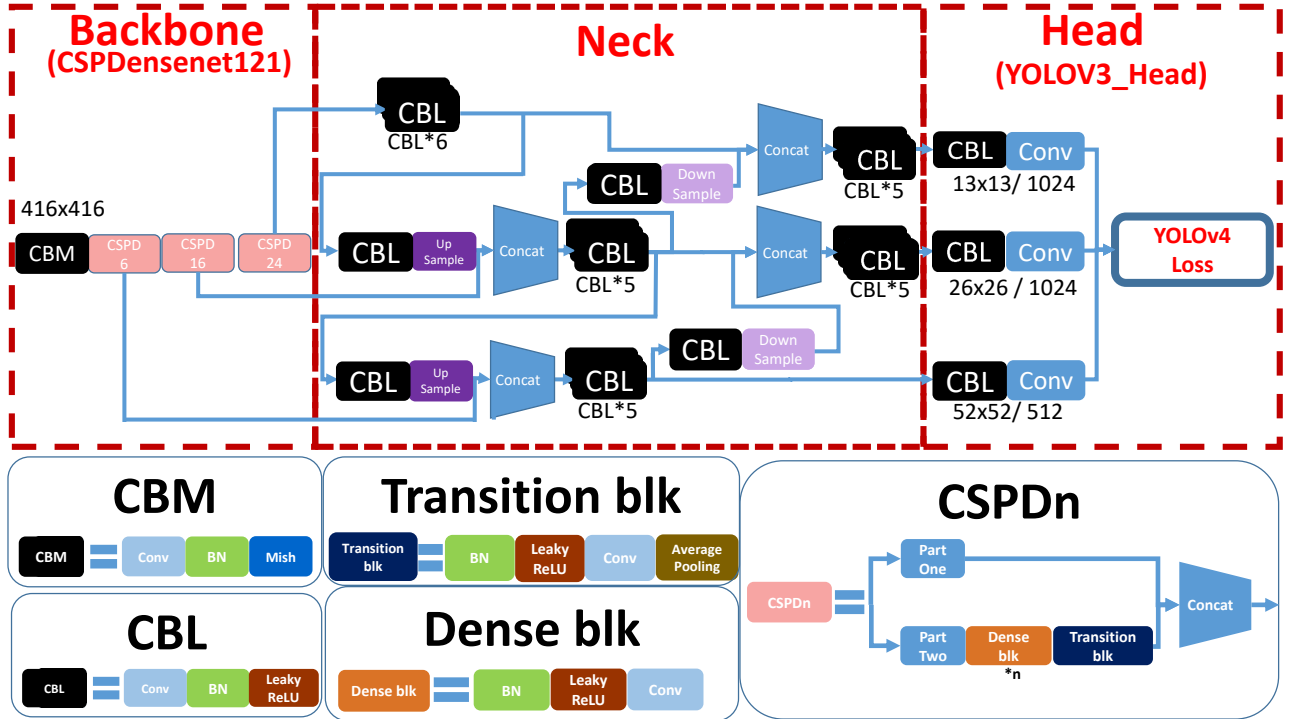 Backbone
(CSPDensenet121)
Neck
Head
(YOLOV3_Head)
CBL
CBL*6
Concat
CBL
CBL*5
CBL
Conv
13x13/ 1024
CBL
Down
Sample
416x416
CBM
CSPD
6
CSPD
16
CSPD
24
CBL
Up
Sample
Concat
CBL
CBL*5
Concat
CBL
CBL*5
CBL
Conv
26x26 / 1024
YOLOv4
Loss
CBL
Down
Sample
CBL
Up
Sample
Concat
CBL
CBL*5
CBL
Conv
52x52/ 512
CBM
CBM
Conv
BN
Mish
Transition blk
Transition
blk
BN
Leaky
ReLU
Conv
Average
Pooling
CSPDn
CSPDn
Part
One
Part
Two
Dense
blk
*n
Transition
blk
Concat
CBL
CBL
Conv
BN
Leaky
ReLU
Dense blk
Dense blk
BN
Leaky
ReLU
Conv